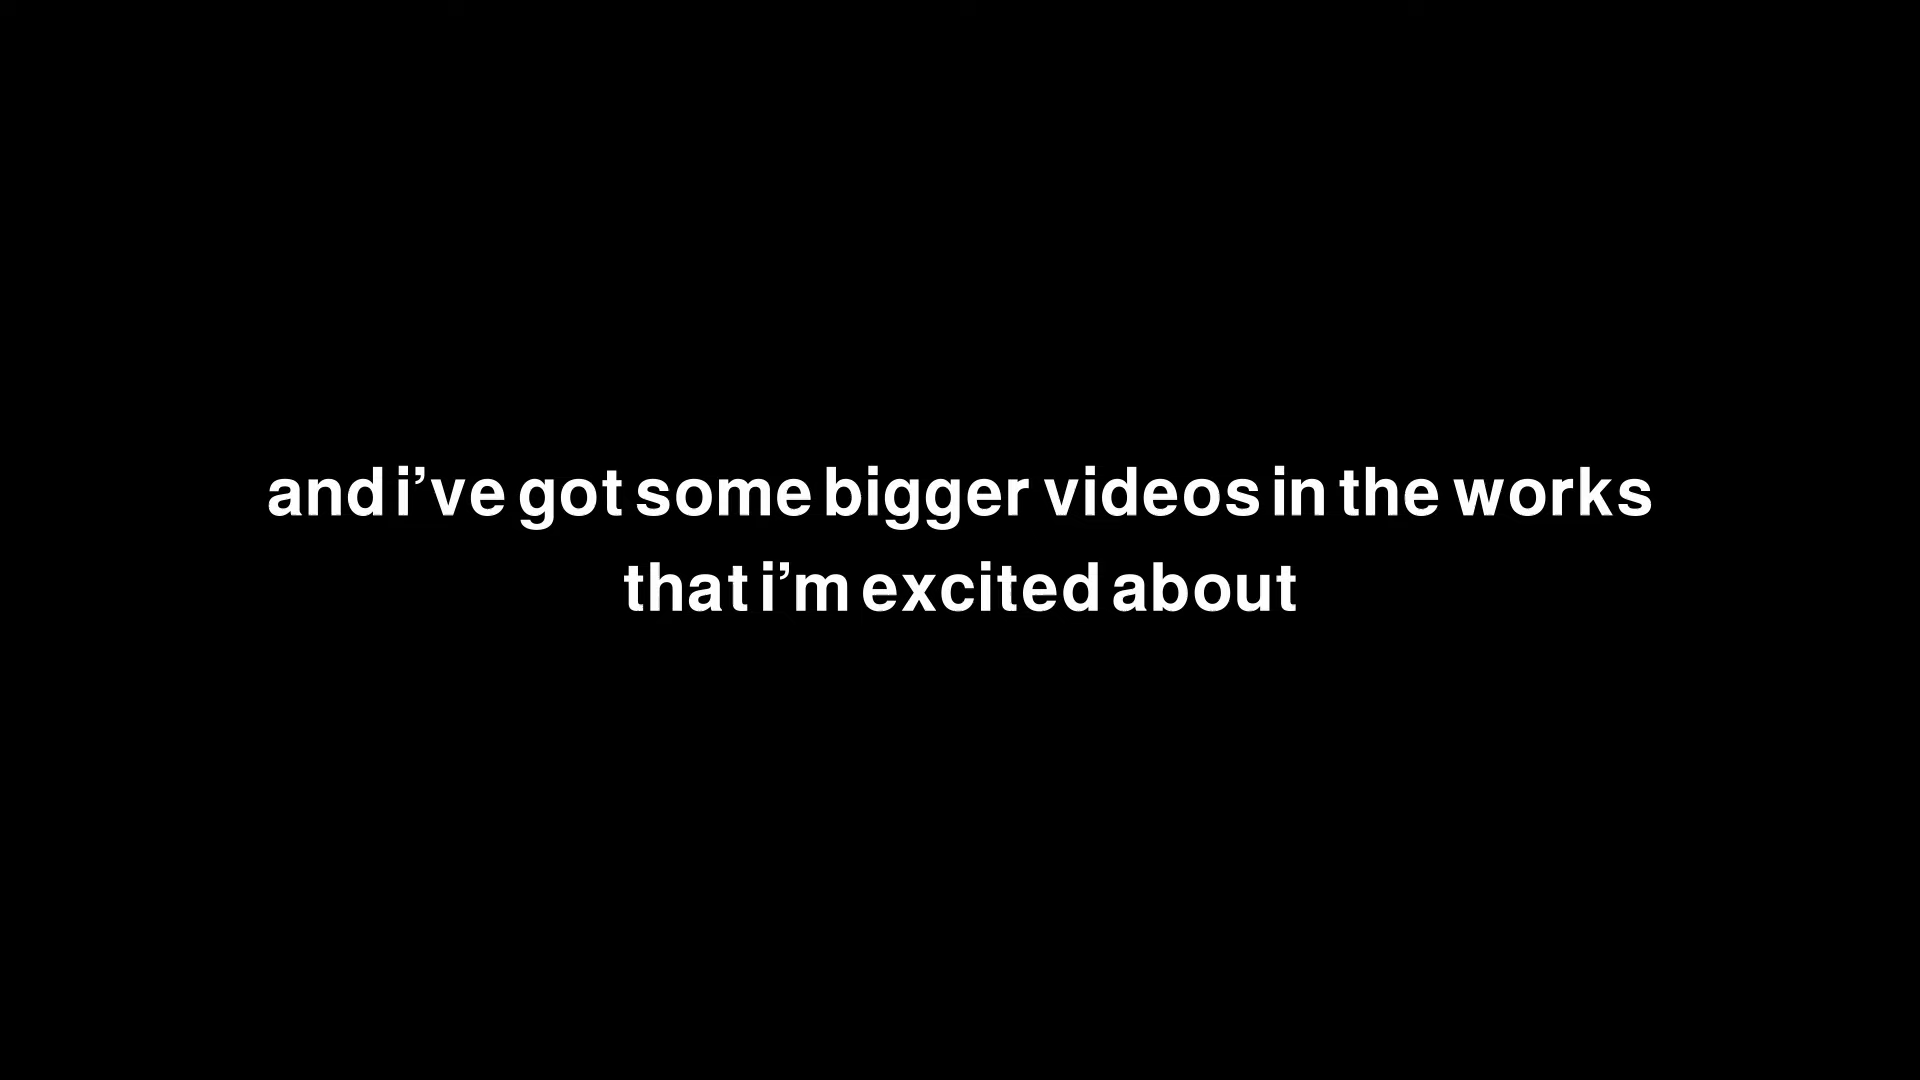 and i’ve got some bigger videos in the works
that i’m excited about